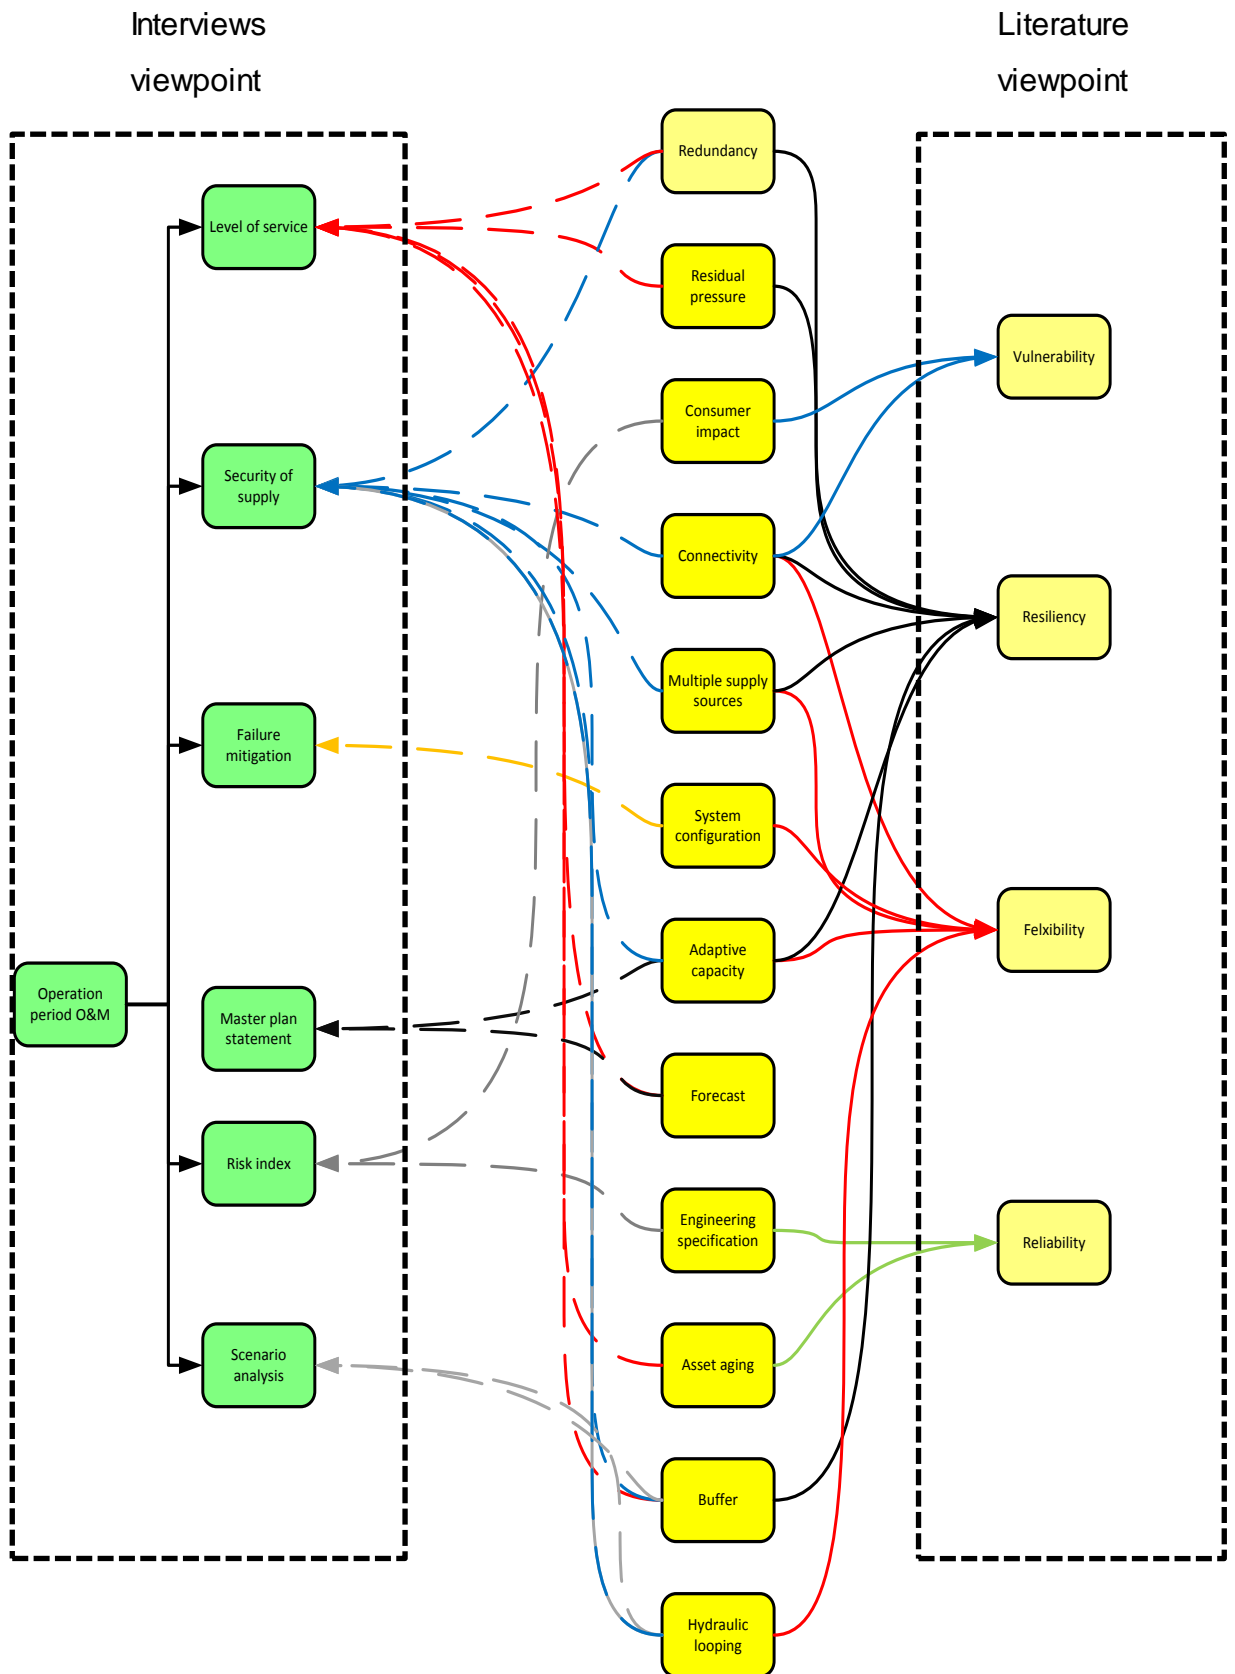 Interviews
viewpoint
Literature
viewpoint
Level of service
Security of
supply
Failure
mitigation
Operation
period O&M
Master plan
statement
Risk index
Scenario
analysis
Redundancy
Residual
pressure
Consumer
impact
Connectivity
Multiple supply
sources
System
configuration
Adaptive
capacity
Forecast
Engineering
specification
Asset aging
Buffer
Hydraulic
looping
Vulnerability
Resiliency
Felxibility
Reliability